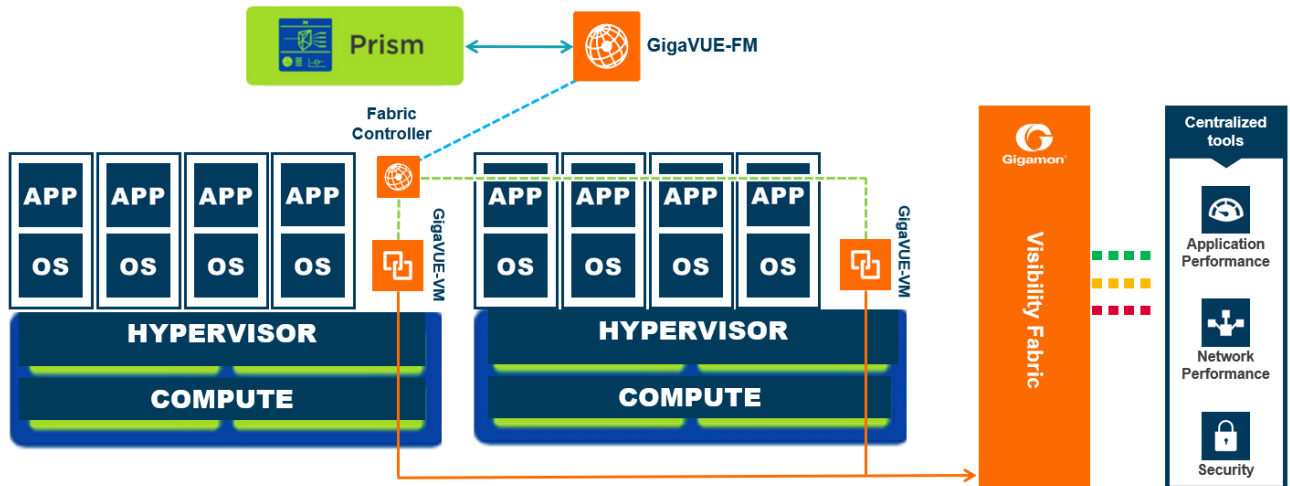 Prism
GigaVUE-FM
Fabric
Controller
APP
APP
APP
APP
OS
OS
OS
OS
GigaVUE-VM
HYPERVISOR
COMPUTE
APP
APP
APP
APP
OS
OS
OS
OS
GigaVUE-VM
HYPERVISOR
COMPUTE
Gigamon®
Visibility Fabric
Centralized
tools
Application
Performance
Network
Performance
Security